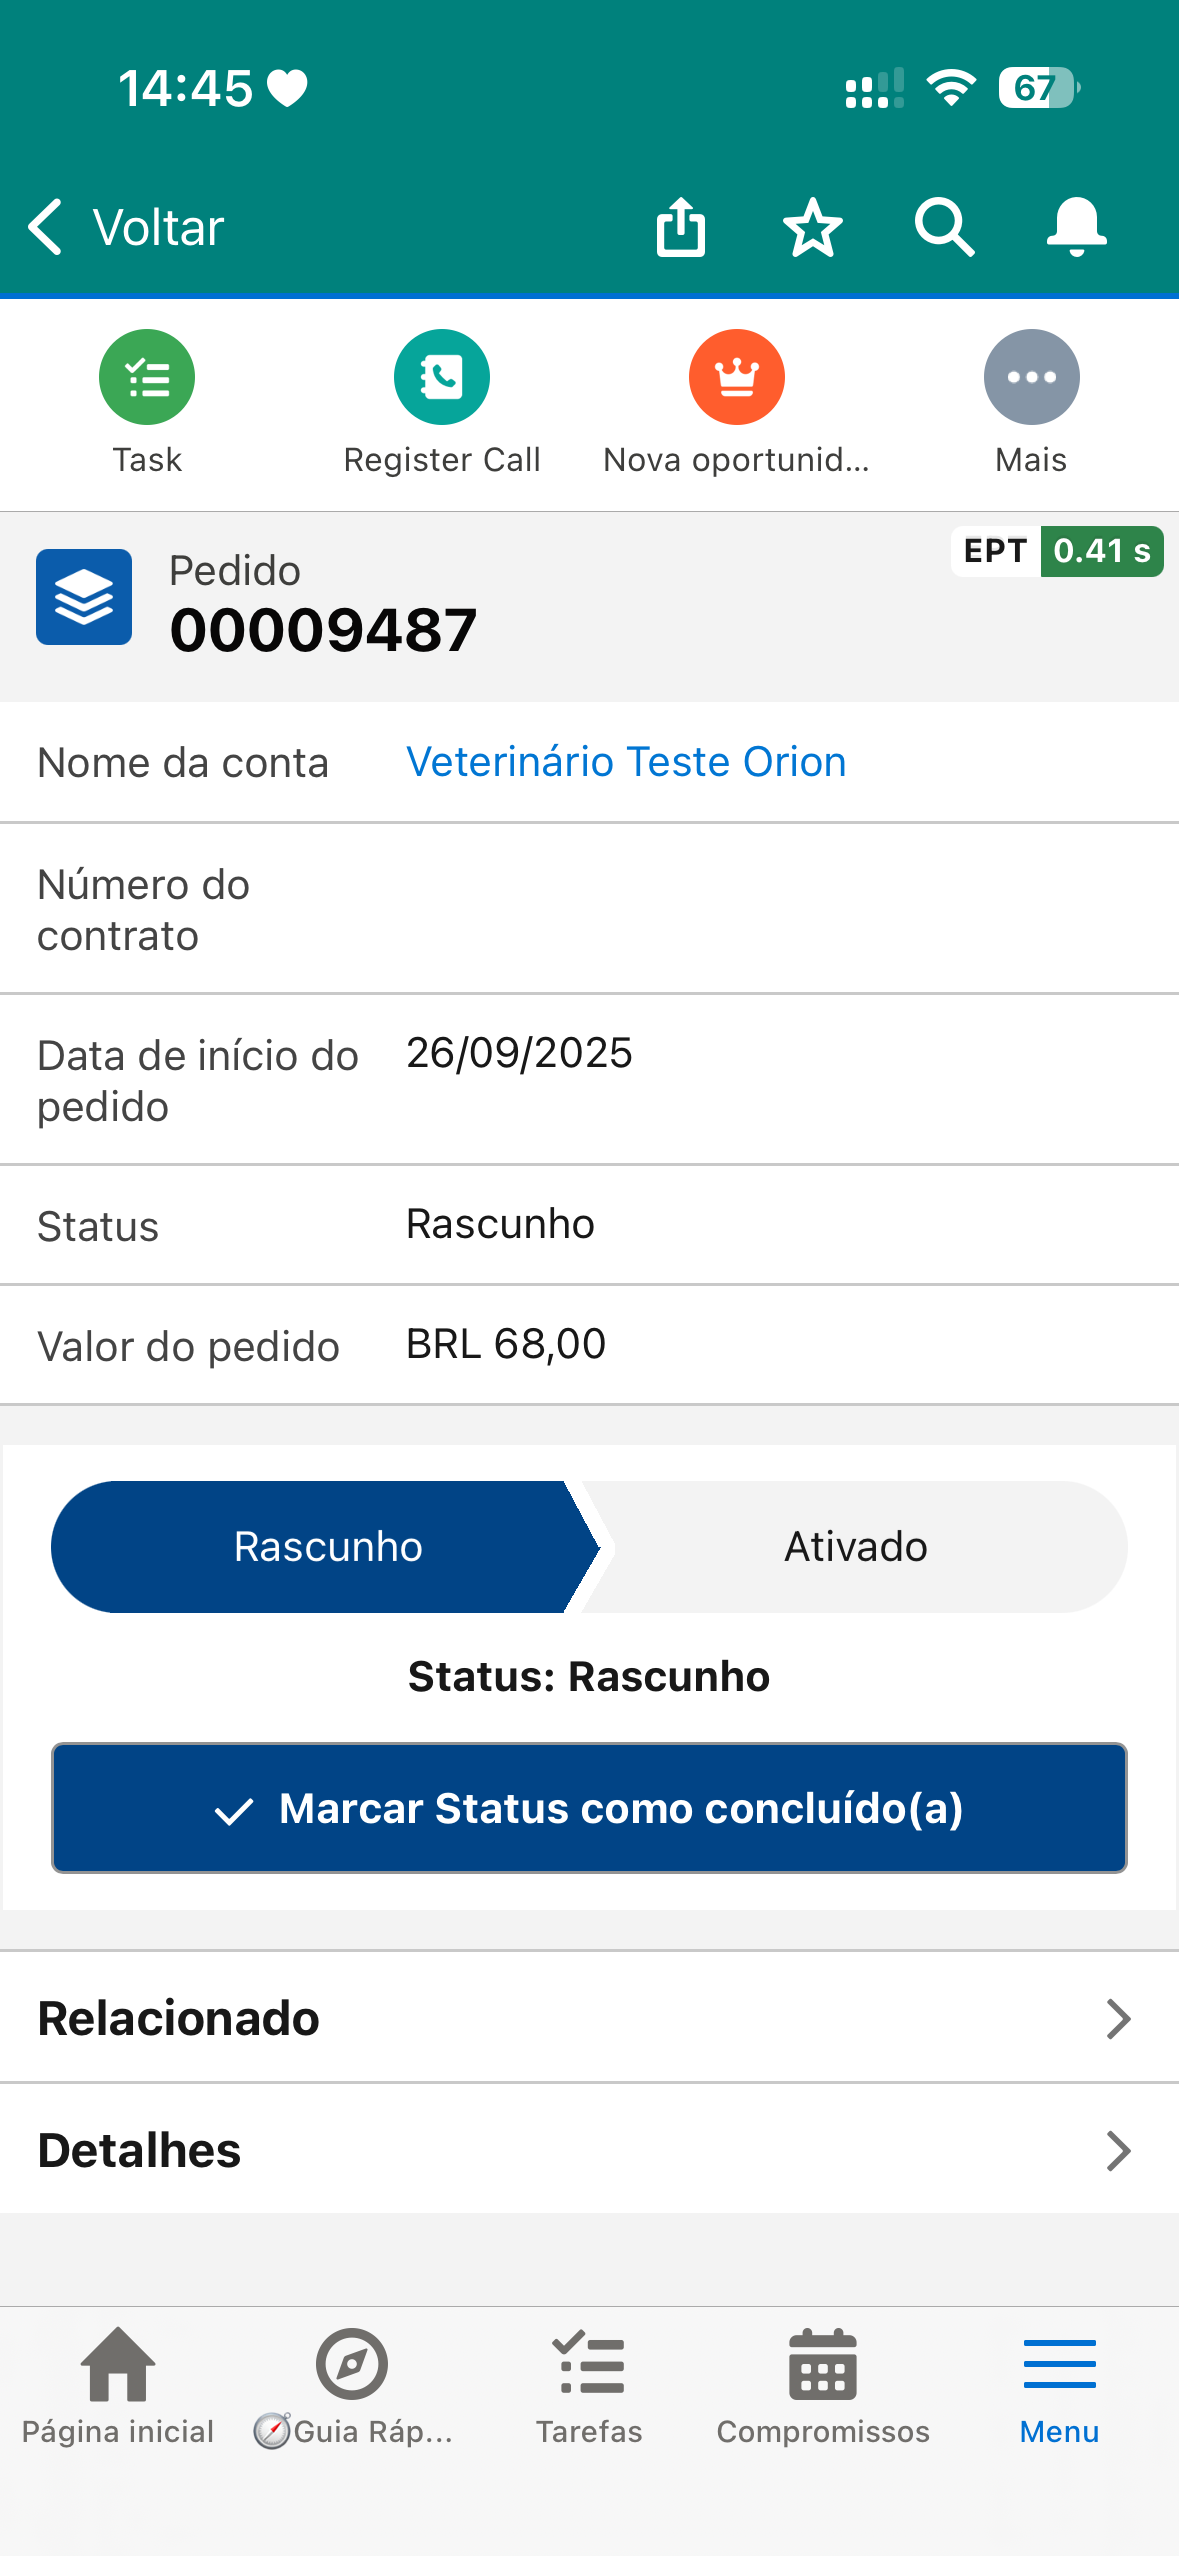 14:45
67
Voltar
Task
Register Call
Nova oportunid...
Mais
EPT 0.41 s
Pedido
00009487
Nome da conta
Veterinário Teste Orion
Número do
contrato
Data de início do
pedido
26/09/2025
Status
Rascunho
Valor do pedido
BRL 68,00
Rascunho
Ativado
Status: Rascunho
Marcar Status como concluído(a)
Relacionado
Detalhes
Página inicial
🧭Guia Ráp...
Tarefas
Compromissos
Menu